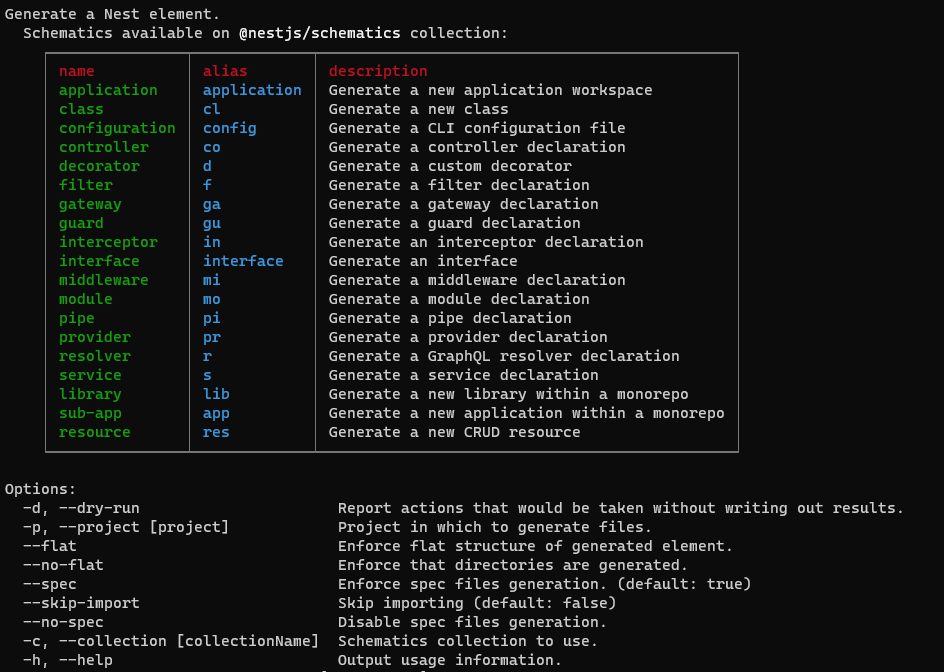 Generate a Nest element.
Schematics available on @nestjs/schematics collection:
name alias description
application application Generate a new application workspace
class cl Generate a new class
configuration config Generate a CLI configuration file
controller co Generate a controller declaration
decorator d Generate a custom decorator
filter f Generate a filter declaration
gateway ga Generate a gateway declaration
guard gu Generate a guard declaration
interceptor in Generate an interceptor declaration
interface interface Generate an interface
middleware mi Generate a middleware declaration
module mo Generate a module declaration
pipe pi Generate a pipe declaration
provider pr Generate a provider declaration
resolver r Generate a GraphQL resolver declaration
service s Generate a service declaration
library lib Generate a new library within a monorepo
sub-app app Generate a new application within a monorepo
resource res Generate a new CRUD resource
Options:
-d, --dry-run Report actions that would be taken without writing out results.
-p, --project [project] Project in which to generate files.
--flat Enforce flat structure of generated element.
--no-flat Enforce that directories are generated.
--spec Enforce spec files generation. (default: true)
--skip-import Skip importing (default: false)
--no-spec Disable spec files generation.
-c, --collection [collectionName] Schematics collection to use.
-h, --help Output usage information.